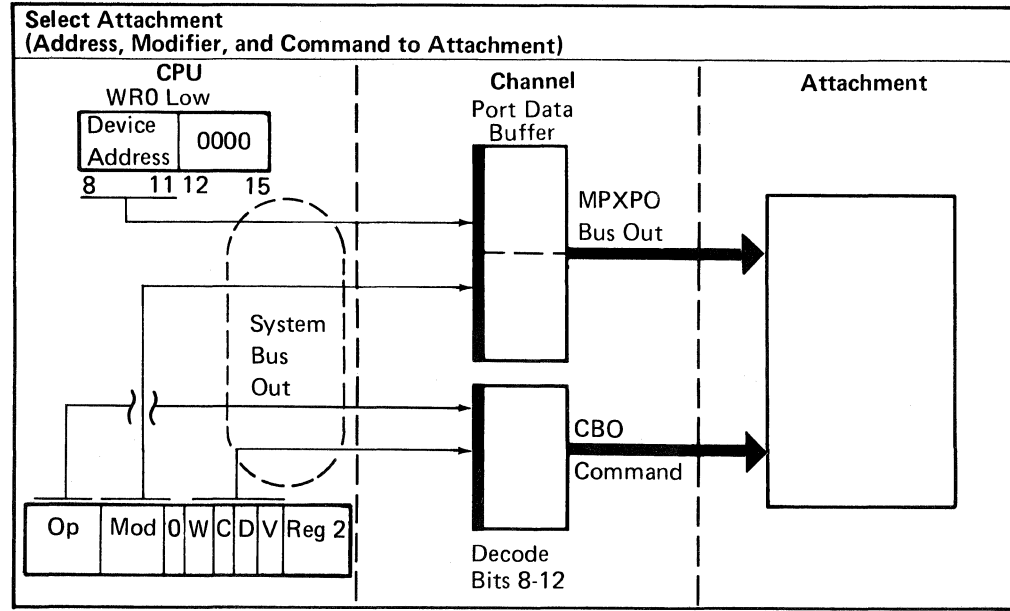 Select Attachment
(Address, Modifier, and Command to Attachment)
CPU
WR0 Low
Device
Address
0000
8 11 12 15
System
Bus
Out
Op Mod 0 W C D V Reg 2
Channel
Port Data
Buffer
MPXPO
Bus Out
CBO
Command
Decode
Bits 8-12
Attachment